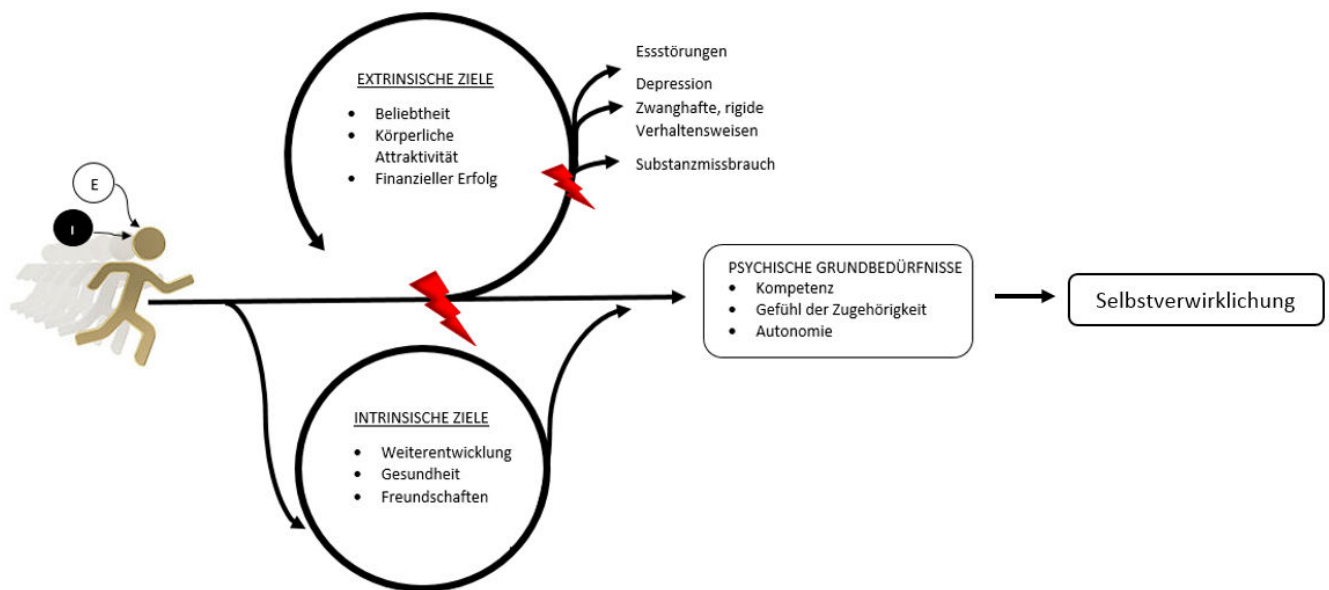 EXTRINSISCHE ZIELE
• Beliebtheit
• Körperliche
Attraktivität
• Finanzieller Erfolg
Essstörungen
Depression
Zwanghafte, rigide
Verhaltensweisen
Substanzmissbrauch
E
I
PSYCHISCHE GRUNDBEDÜRFNISSE
• Kompetenz
• Gefühl der Zugehörigkeit
• Autonomie
Selbstverwirklichung
INTRINSISCHE ZIELE
• Weiterentwicklung
• Gesundheit
• Freundschaften